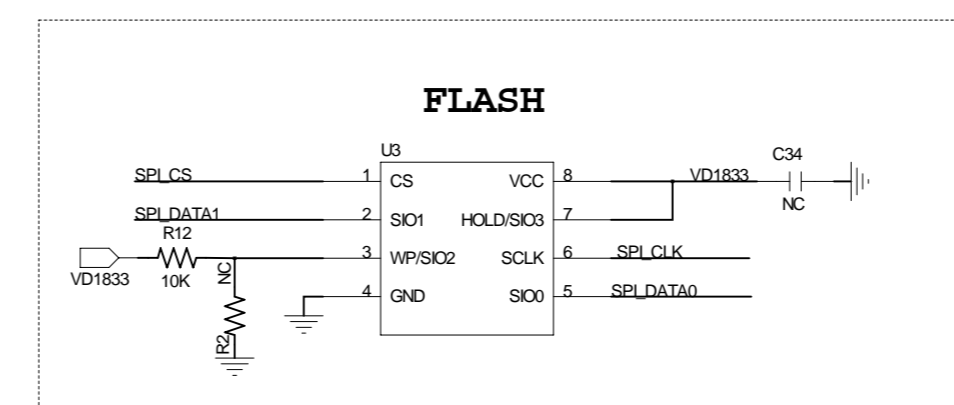 FLASH
U3
C34
SPI_CS 1 CS VCC 8 VD1833
NC
SPI_DATA1 2 SIO1 HOLD/SIO3 7
R12
VD1833 10K 3 WP/SIO2 SCLK 6 SPI_CLK
NC
4 GND SIO0 5 SPI_DATA0
R2